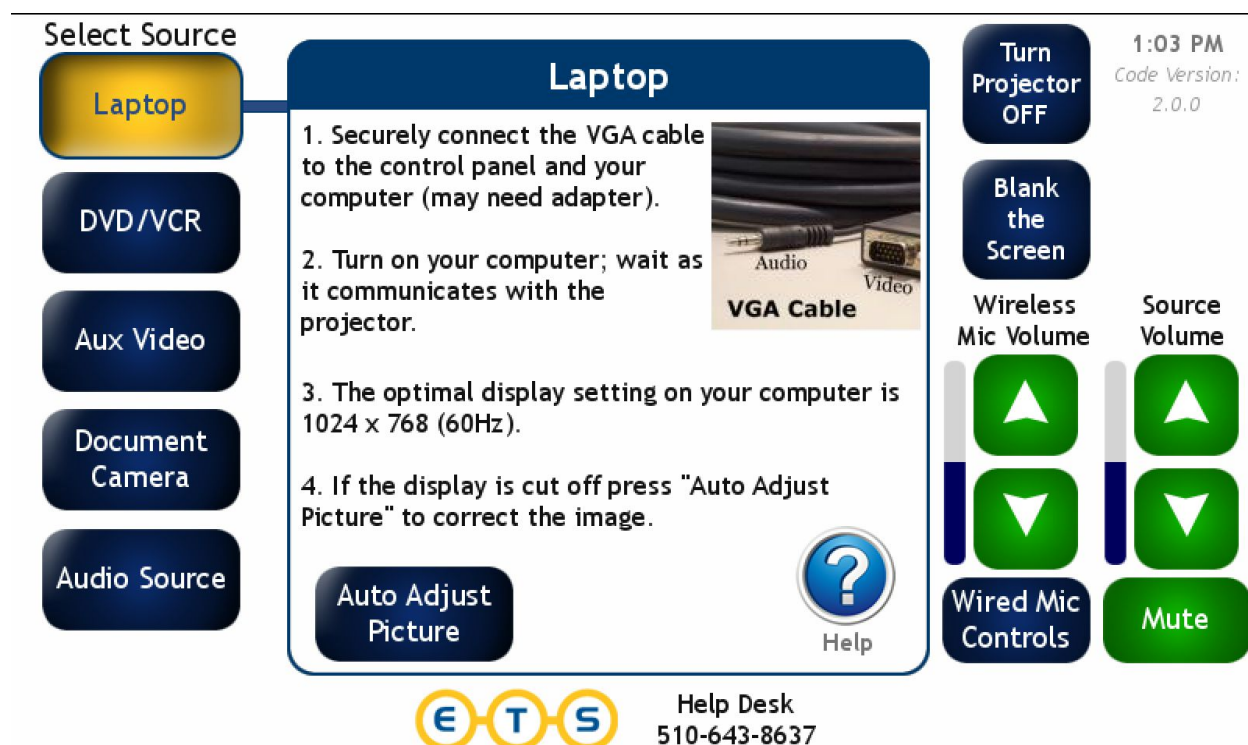 Select Source
Laptop
DVD/VCR
Aux Video
Document
Camera
Audio Source
Laptop
1. Securely connect the VGA cable
to the control panel and your
computer (may need adapter).
2. Turn on your computer; wait as
it communicates with the
projector.
Audio
Video
VGA Cable
3. The optimal display setting on your computer is
1024 x 768 (60Hz).
4. If the display is cut off press "Auto Adjust
Picture" to correct the image.
Auto Adjust
Picture
?
Help
Turn
Projector
OFF
1:03 PM
Code Version:
2.0.0
Blank
the
Screen
Wireless
Mic Volume
Source
Volume
Wired Mic
Controls
Mute
E T S
Help Desk
510-643-8637